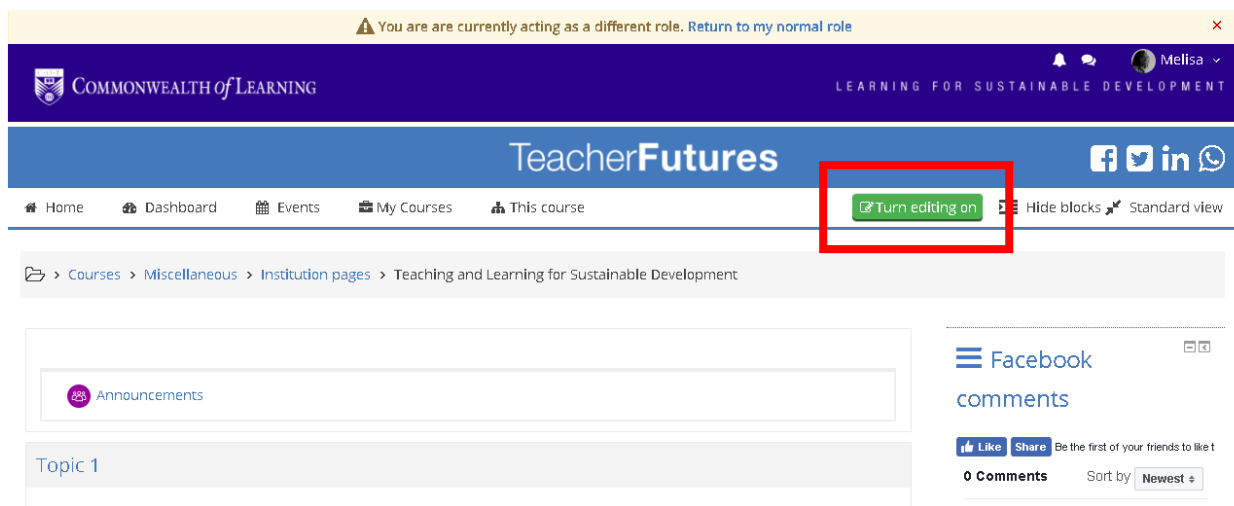 You are are currently acting as a different role. Return to my normal role
Melisa
COMMONWEALTH of LEARNING
LEARNING FOR SUSTAINABLE DEVELOPMENT
TeacherFutures
Home Dashboard Events My Courses This course Turn editing on Hide blocks Standard view
> Courses > Miscellaneous > Institution pages > Teaching and Learning for Sustainable Development
Announcements
Topic 1
Facebook
comments
Like Share Be the first of your friends to like t
0 Comments Sort by Newest